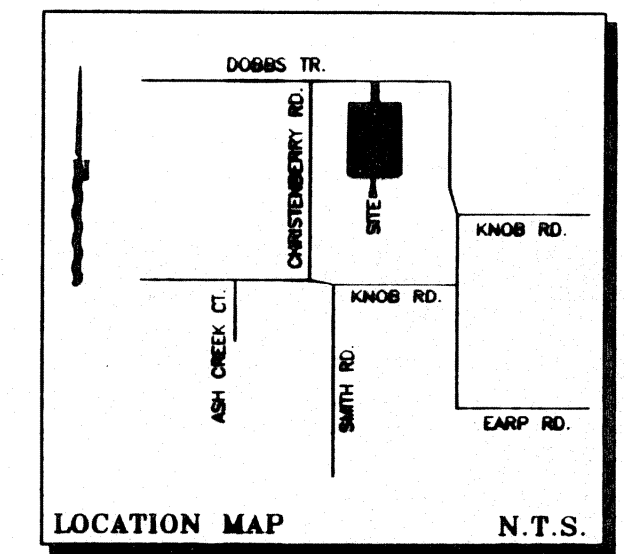 DOBBS TR.
CHRISTENBERRY RD.
SITE
KNOB RD.
KNOB RD.
ASH CREEK CT.
SMITH RD.
EARP RD.
LOCATION MAP
N.T.S.